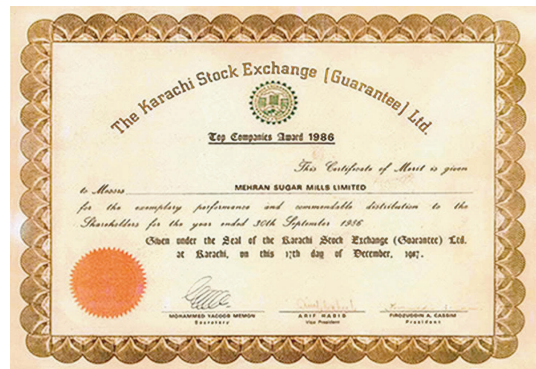 The Karachi Stock Exchange (Guarantee) Ltd.
Top Companies Award 1986
This Certificate of Merit is given
to Messrs MEHRAN SUGAR MILLS LIMITED
for the exemplary performance and commendable distribution to the
Shareholders for the year ended 30th September 1986
Given under the Seal of the Karachi Stock Exchange (Guarantee) Ltd.
at Karachi, on this 17th day of December, 1987.
MOHAMMED YACOOB MEMON
Secretary
ARIF HABIB
Vice President
FIROZUDDIN A. CASSIM
President